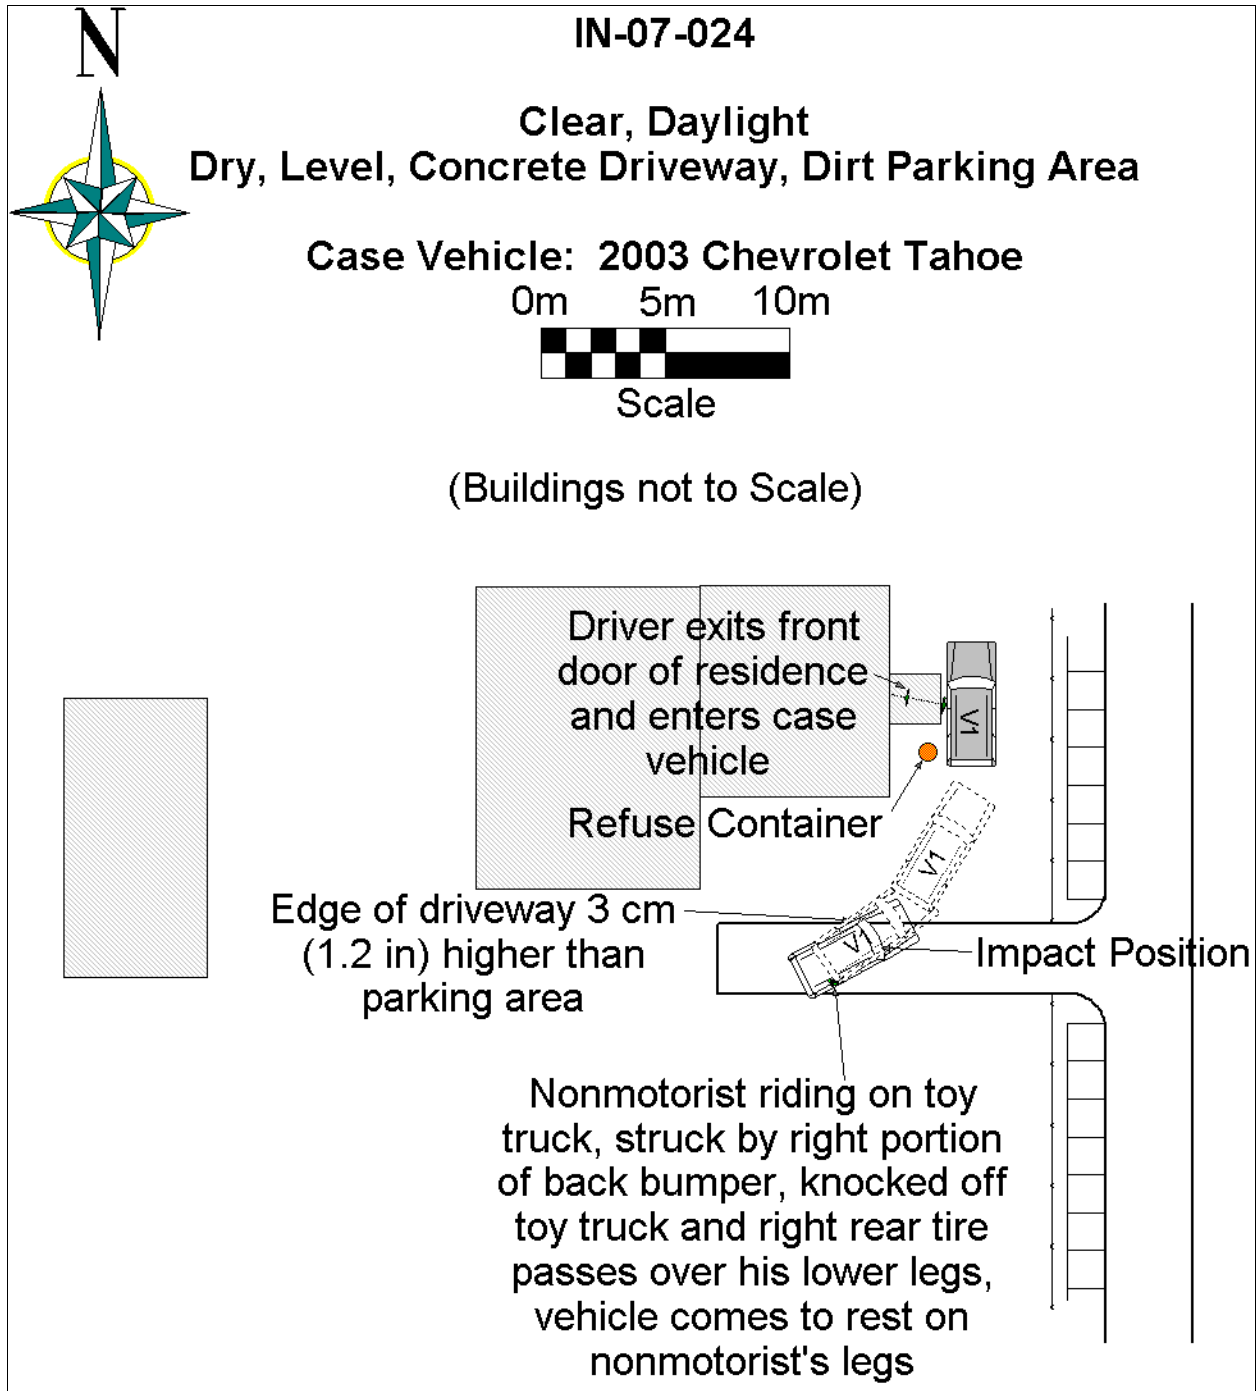 N
IN-07-024
Clear, Daylight
Dry, Level, Concrete Driveway, Dirt Parking Area
Case Vehicle:  2003 Chevrolet Tahoe
0m 5m 10m
Scale
(Buildings not to Scale)
Driver exits front
door of residence
and enters case
vehicle
V1
Refuse Container
V1
Edge of driveway 3 cm
(1.2 in) higher than
parking area
V1
Impact Position
Nonmotorist riding on toy
truck, struck by right portion
of back bumper, knocked off
toy truck and right rear tire
passes over his lower legs,
vehicle comes to rest on
nonmotorist's legs